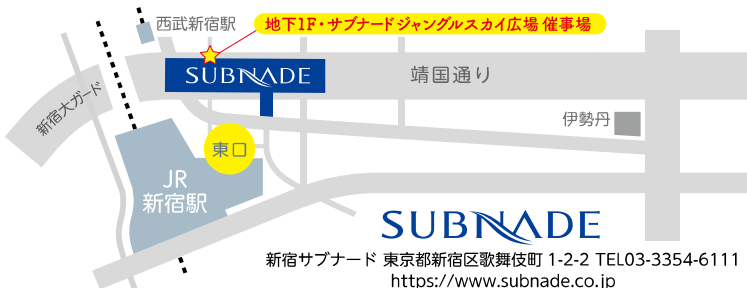 西武新宿駅
地下1F・サブナード ジャングルスカイ広場 催事場
SUBNADE
靖国通り
新宿大ガード
伊勢丹
東口
JR
新宿駅
SUBNADE
新宿サブナード 東京都新宿区歌舞伎町 1-2-2 TEL03-3354-6111
https://www.subnade.co.jp